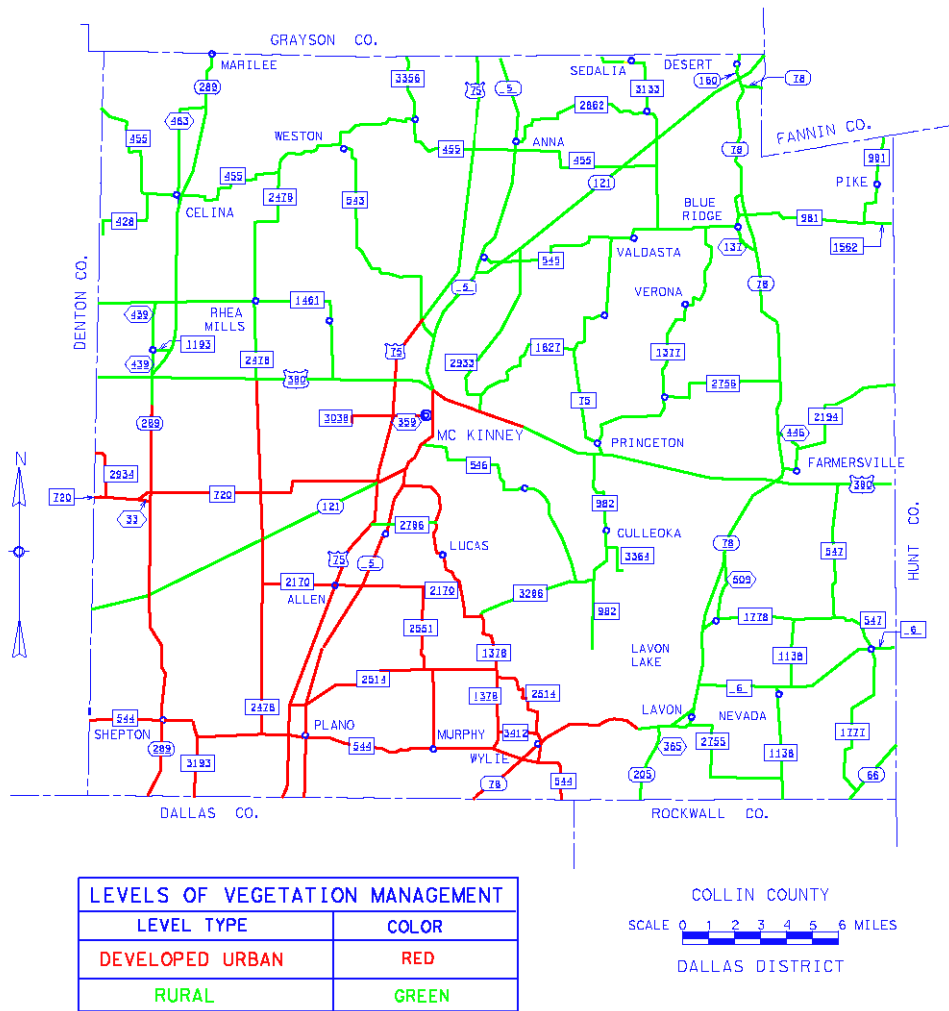 GRAYSON CO.
MARILEE
SEDALIA
DESERT
289
3356
75
5
160
78
3133
2862
463
FANNIN CO.
455
WESTON
ANNA
455
455
78
981
455
121
PIKE
2478
543
CELINA
428
BLUE
RIDGE
981
137
1562
VALDASTA
545
DENTON CO.
5
78
VERONA
1461
439
RHEA
MILLS
1193
75
1827
439
2478
2933
1377
380
2756
289
3038
359
75
2194
MC KINNEY
446
PRINCETON
N
546
FARMERSVILLE
2934
720
720
380
HUNT CO.
33
121
982
2786
CULLEOKA
78
547
75
5
LUCAS
3364
509
2170
2170
ALLEN
3286
982
2551
1778
547
6
1378
LAVON
LAKE
1138
2514
1378
2514
6
2478
544
PLANO
LAVON
NEVADA
SHEPTON
MURPHY
3412
289
544
WYLIE
365
2755
1777
3193
1138
78
544
205
66
DALLAS CO.
ROCKWALL CO.
LEVELS OF VEGETATION MANAGEMENT
LEVEL TYPE COLOR
DEVELOPED URBAN RED
RURAL GREEN
COLLIN COUNTY
SCALE 0 1 2 3 4 5 6 MILES
DALLAS DISTRICT